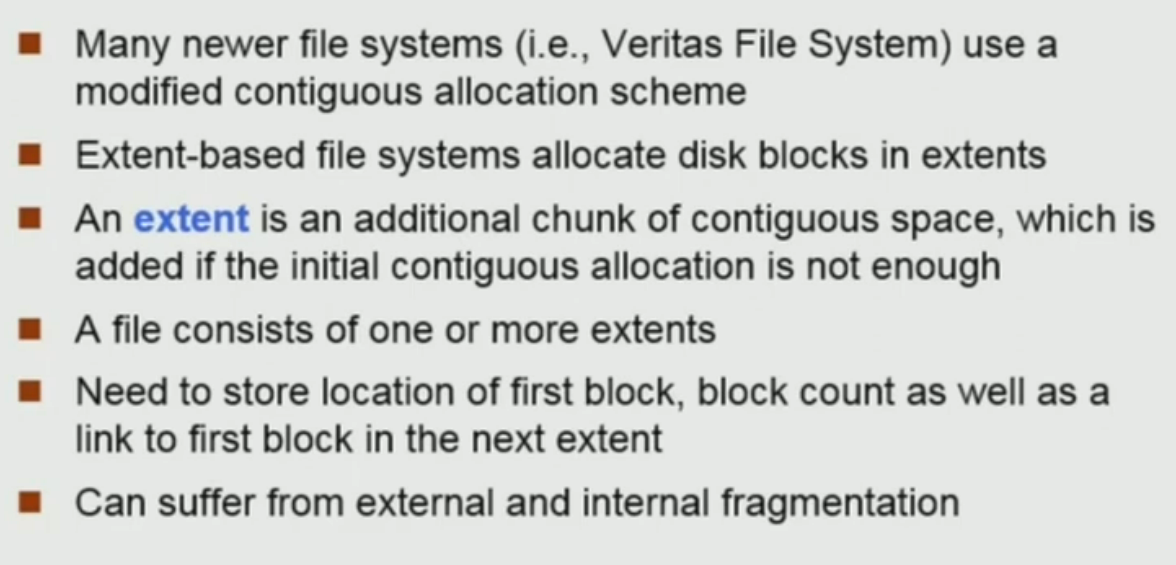 Many newer file systems (i.e., Veritas File System) use a
modified contiguous allocation scheme
Extent-based file systems allocate disk blocks in extents
An extent is an additional chunk of contiguous space, which is
added if the initial contiguous allocation is not enough
A file consists of one or more extents
Need to store location of first block, block count as well as a
link to first block in the next extent
Can suffer from external and internal fragmentation